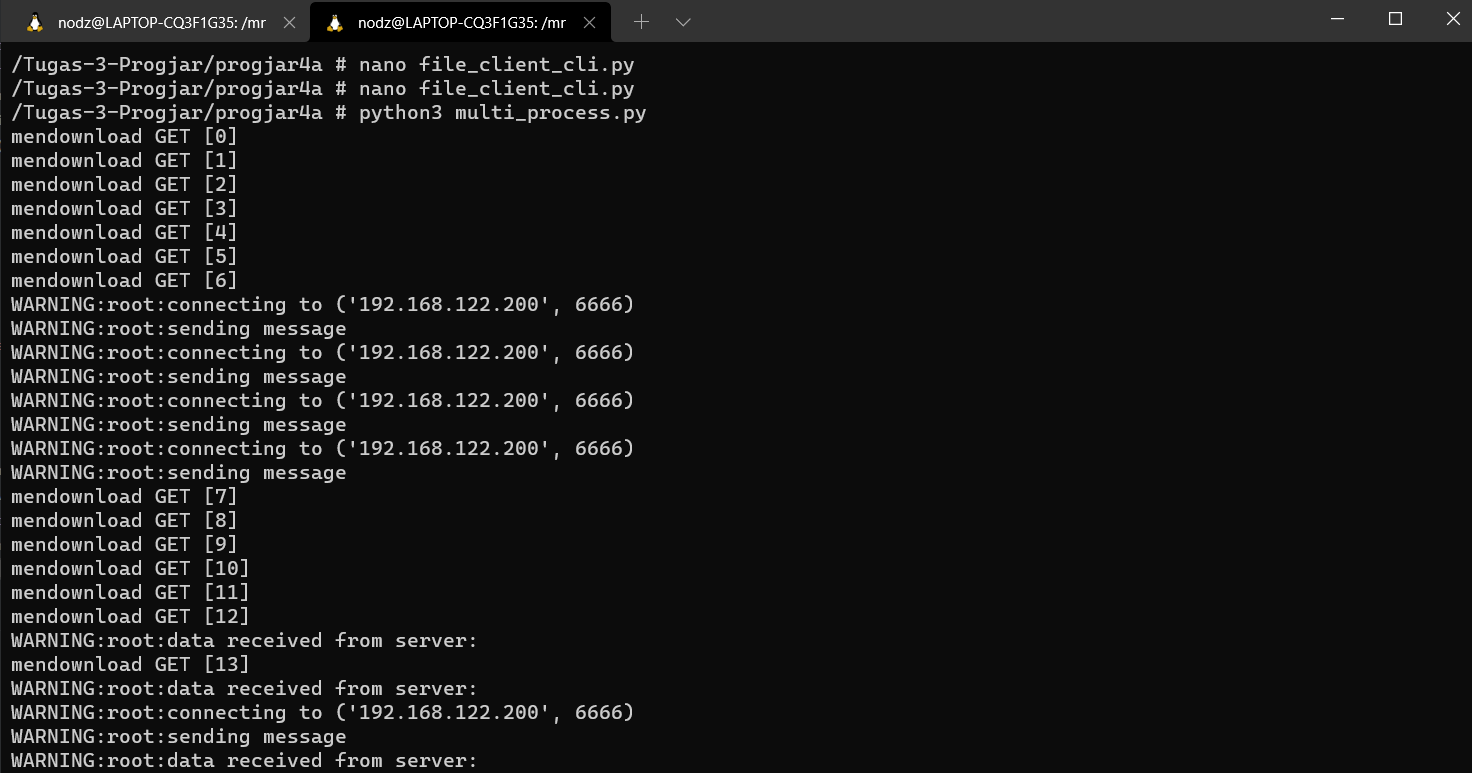 nodz@LAPTOP-CQ3F1G35: /mr
nodz@LAPTOP-CQ3F1G35: /mr
/Tugas-3-Progjar/progjar4a # nano file_client_cli.py
/Tugas-3-Progjar/progjar4a # nano file_client_cli.py
/Tugas-3-Progjar/progjar4a # python3 multi_process.py
mendownload GET [0]
mendownload GET [1]
mendownload GET [2]
mendownload GET [3]
mendownload GET [4]
mendownload GET [5]
mendownload GET [6]
WARNING:root:connecting to ('192.168.122.200', 6666)
WARNING:root:sending message
WARNING:root:connecting to ('192.168.122.200', 6666)
WARNING:root:sending message
WARNING:root:connecting to ('192.168.122.200', 6666)
WARNING:root:sending message
WARNING:root:connecting to ('192.168.122.200', 6666)
WARNING:root:sending message
mendownload GET [7]
mendownload GET [8]
mendownload GET [9]
mendownload GET [10]
mendownload GET [11]
mendownload GET [12]
WARNING:root:data received from server:
mendownload GET [13]
WARNING:root:data received from server:
WARNING:root:connecting to ('192.168.122.200', 6666)
WARNING:root:sending message
WARNING:root:data received from server: